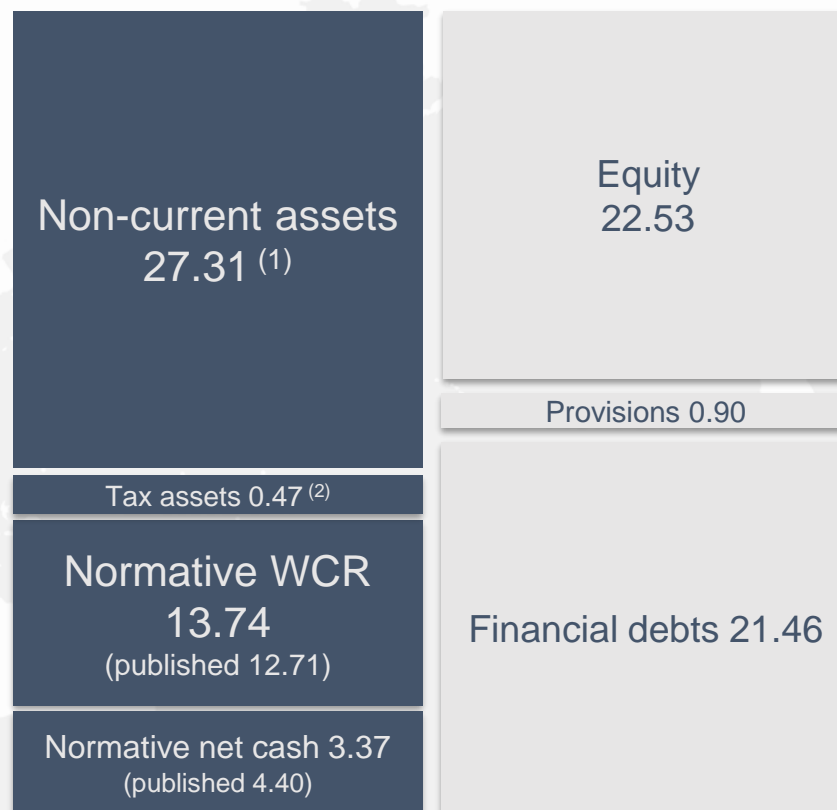 Non-current assets
27.31 (1)
Tax assets 0.47 (2)
Normative WCR
13.74
(published 12.71)
Normative net cash 3.37
(published 4.40)
Equity
22.53
Provisions 0.90
Financial debts 21.46